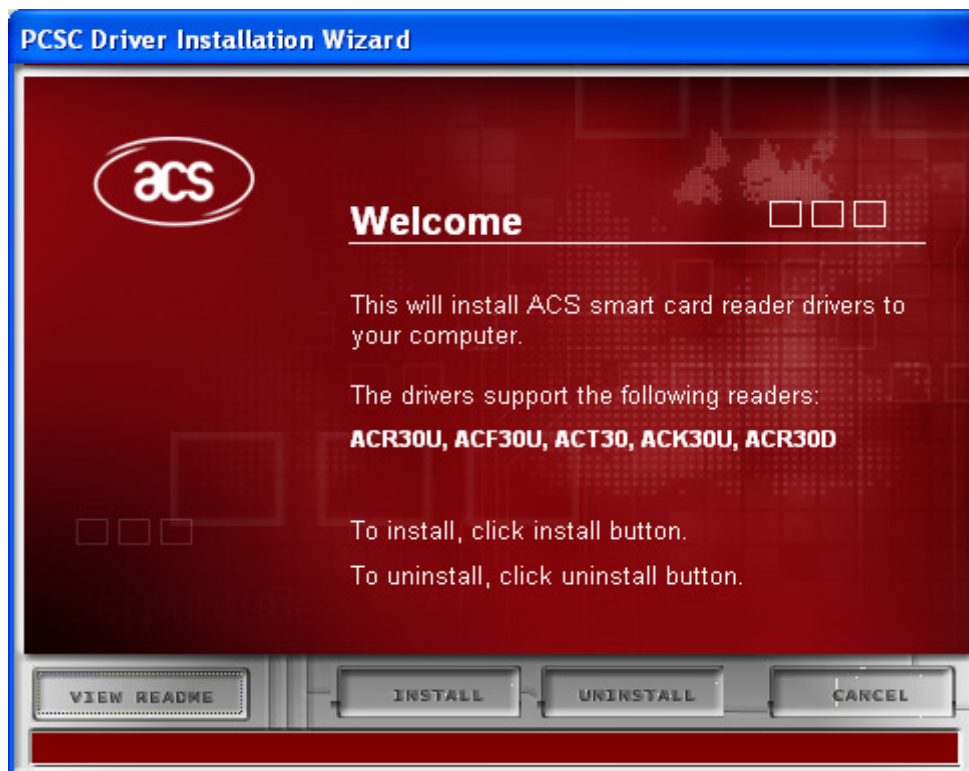 PCSC Driver Installation Wizard
acs
Welcome
This will install ACS smart card reader drivers to
your computer.
The drivers support the following readers:
ACR30U, ACF30U, ACT30, ACK30U, ACR30D
To install, click install button.
To uninstall, click uninstall button.
VIEW README
INSTALL
UNINSTALL
CANCEL